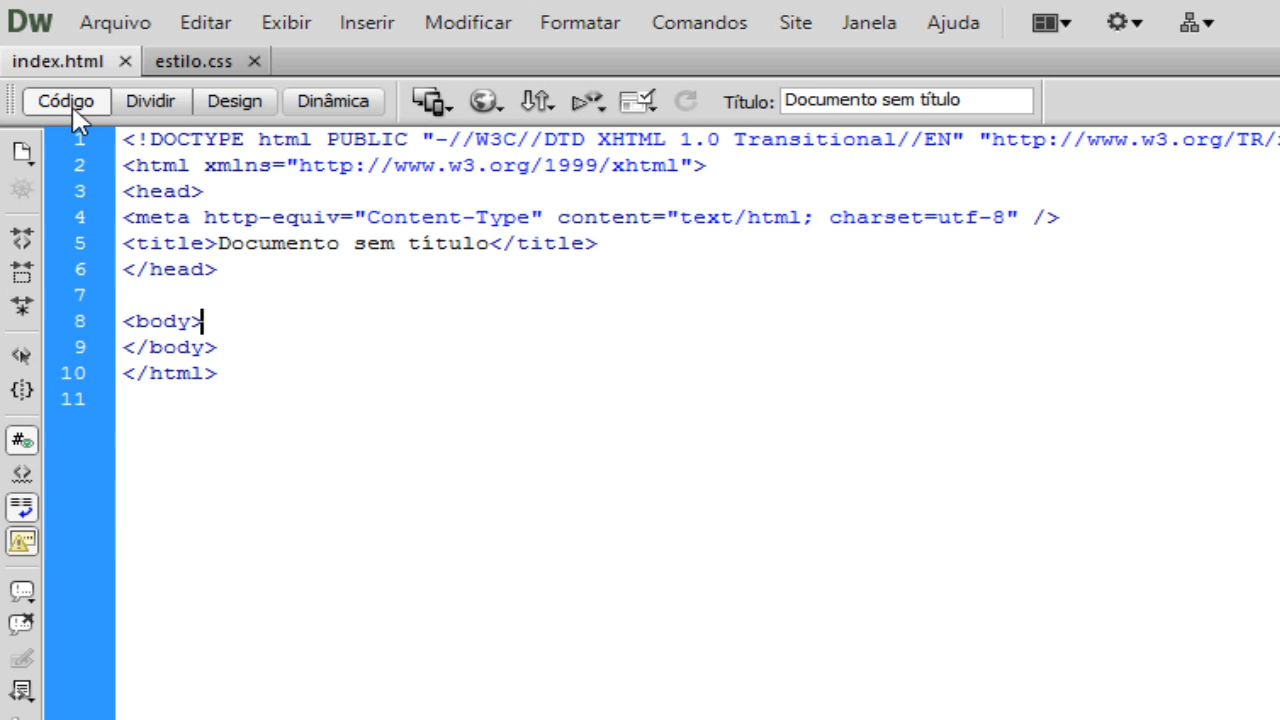 Dw Arquivo Editar Exibir Inserir Modificar Formatar Comandos Site Janela Ajuda
index.html estilo.css
Código Dividir Design Dinâmica Título: Documento sem título
1 <!DOCTYPE html PUBLIC "-//W3C//DTD XHTML 1.0 Transitional//EN" "http://www.w3.org/TR/
2 <html xmlns="http://www.w3.org/1999/xhtml">
3 <head>
4 <meta http-equiv="Content-Type" content="text/html; charset=utf-8" />
5 <title>Documento sem título</title>
6 </head>
7
8 <body>
9 </body>
10 </html>
11